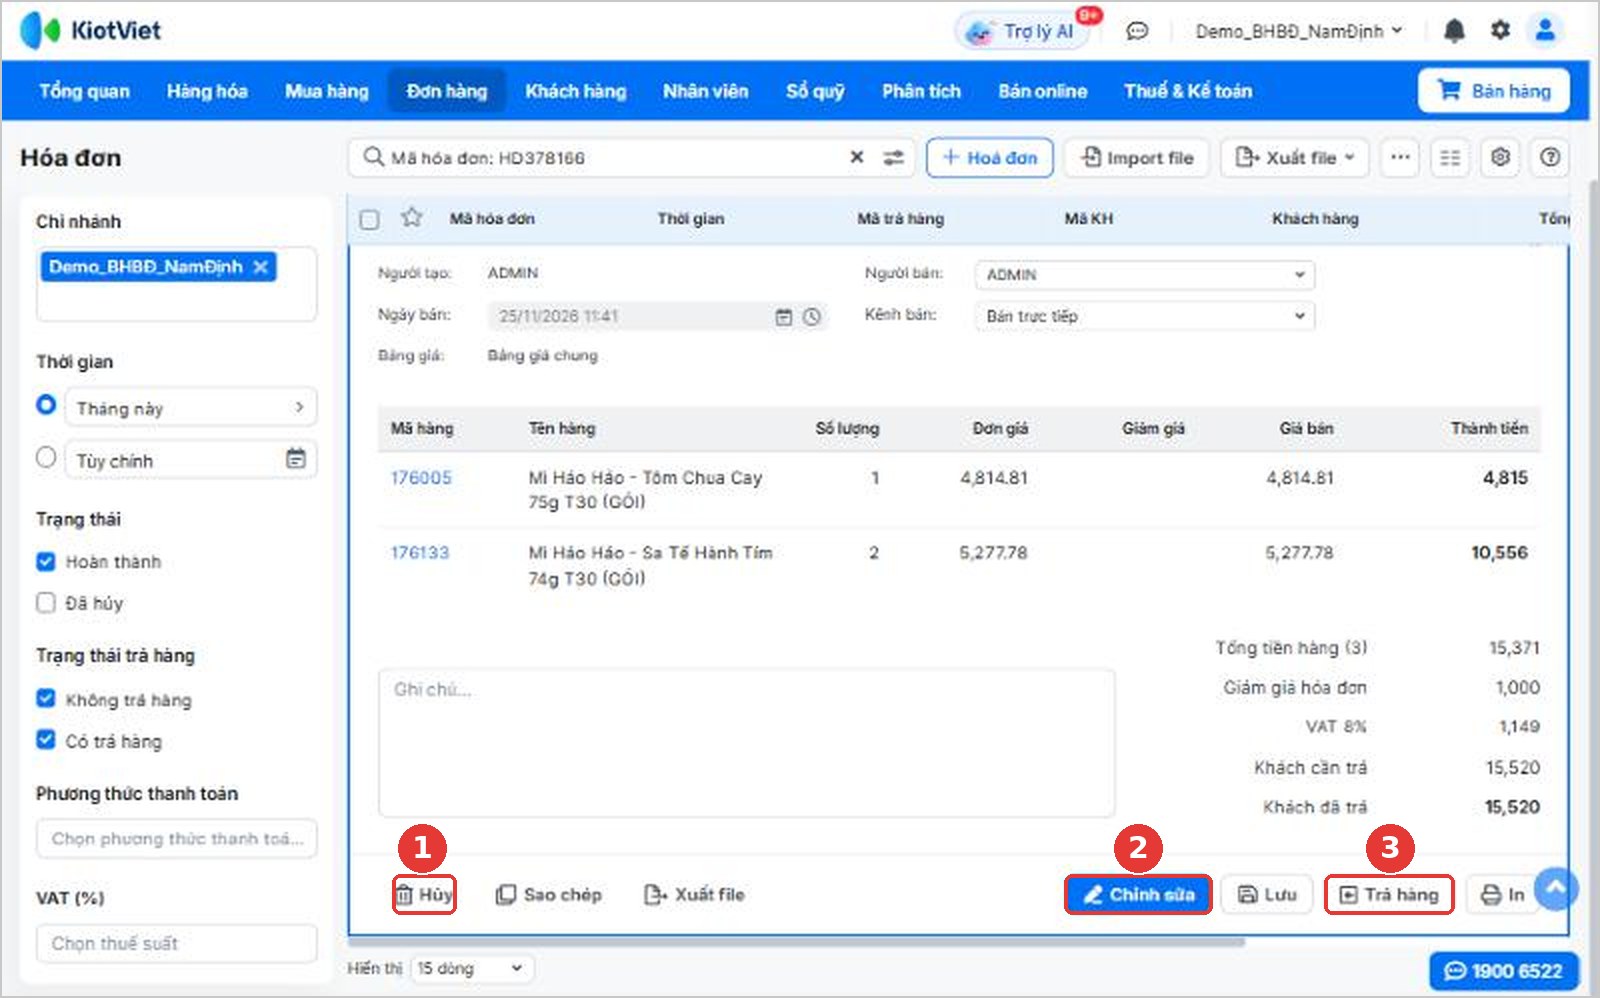 KiotViet
Trợ lý AI
9+
Demo_BHBĐ_NamĐịnh
Tổng quan Hàng hóa Mua hàng Đơn hàng Khách hàng Nhân viên Sổ quỹ Phân tích Bán online Thuế & Kế toán Bán hàng
Hóa đơn
Mã hóa đơn: HD378166
Hoá đơn
Import file
Xuất file
Chi nhánh
Demo_BHBĐ_NamĐịnh
Thời gian
Tháng này
Tùy chỉnh
Trạng thái
Hoàn thành
Đã hủy
Trạng thái trả hàng
Không trả hàng
Có trả hàng
Phương thức thanh toán
Chọn phương thức thanh toá...
VAT (%)
Chọn thuế suất
Mã hóa đơn Thời gian Mã trả hàng Mã KH Khách hàng Tổng
Người tạo: ADMIN Người bán: ADMIN
Ngày bán: 25/11/2026 11:41 Kênh bán: Bán trực tiếp
Bảng giá: Bảng giá chung
Mã hàng Tên hàng Số lượng Đơn giá Giảm giá Giá bán Thành tiền
176005 Mì Hảo Hảo - Tôm Chua Cay 1 4,814.81 4,814.81 4,815
75g T30 (GÓI)
176133 Mì Hảo Hảo - Sa Tế Hành Tím 2 5,277.78 5,277.78 10,556
74g T30 (GÓI)
Ghi chú...
Tổng tiền hàng (3) 15,371
Giảm giá hóa đơn 1,000
VAT 8% 1,149
Khách cần trả 15,520
Khách đã trả 15,520
1 2 3
Hủy Sao chép Xuất file Chỉnh sửa Lưu Trả hàng In
Hiển thị 15 dòng
1900 6522